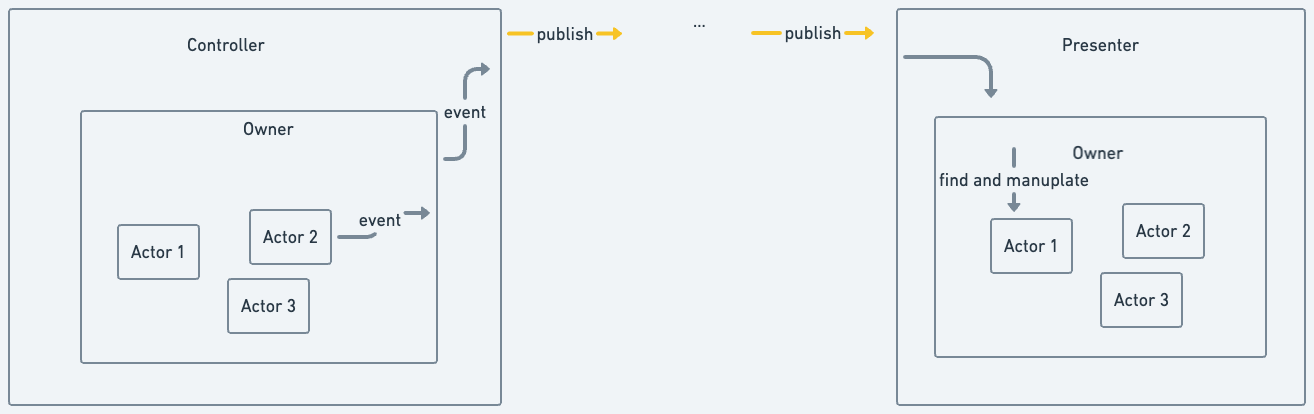 Controller
publish
...
publish
Presenter
event
Owner
event
Actor 1
Actor 2
Actor 3
Owner
find and manuplate
Actor 1
Actor 2
Actor 3